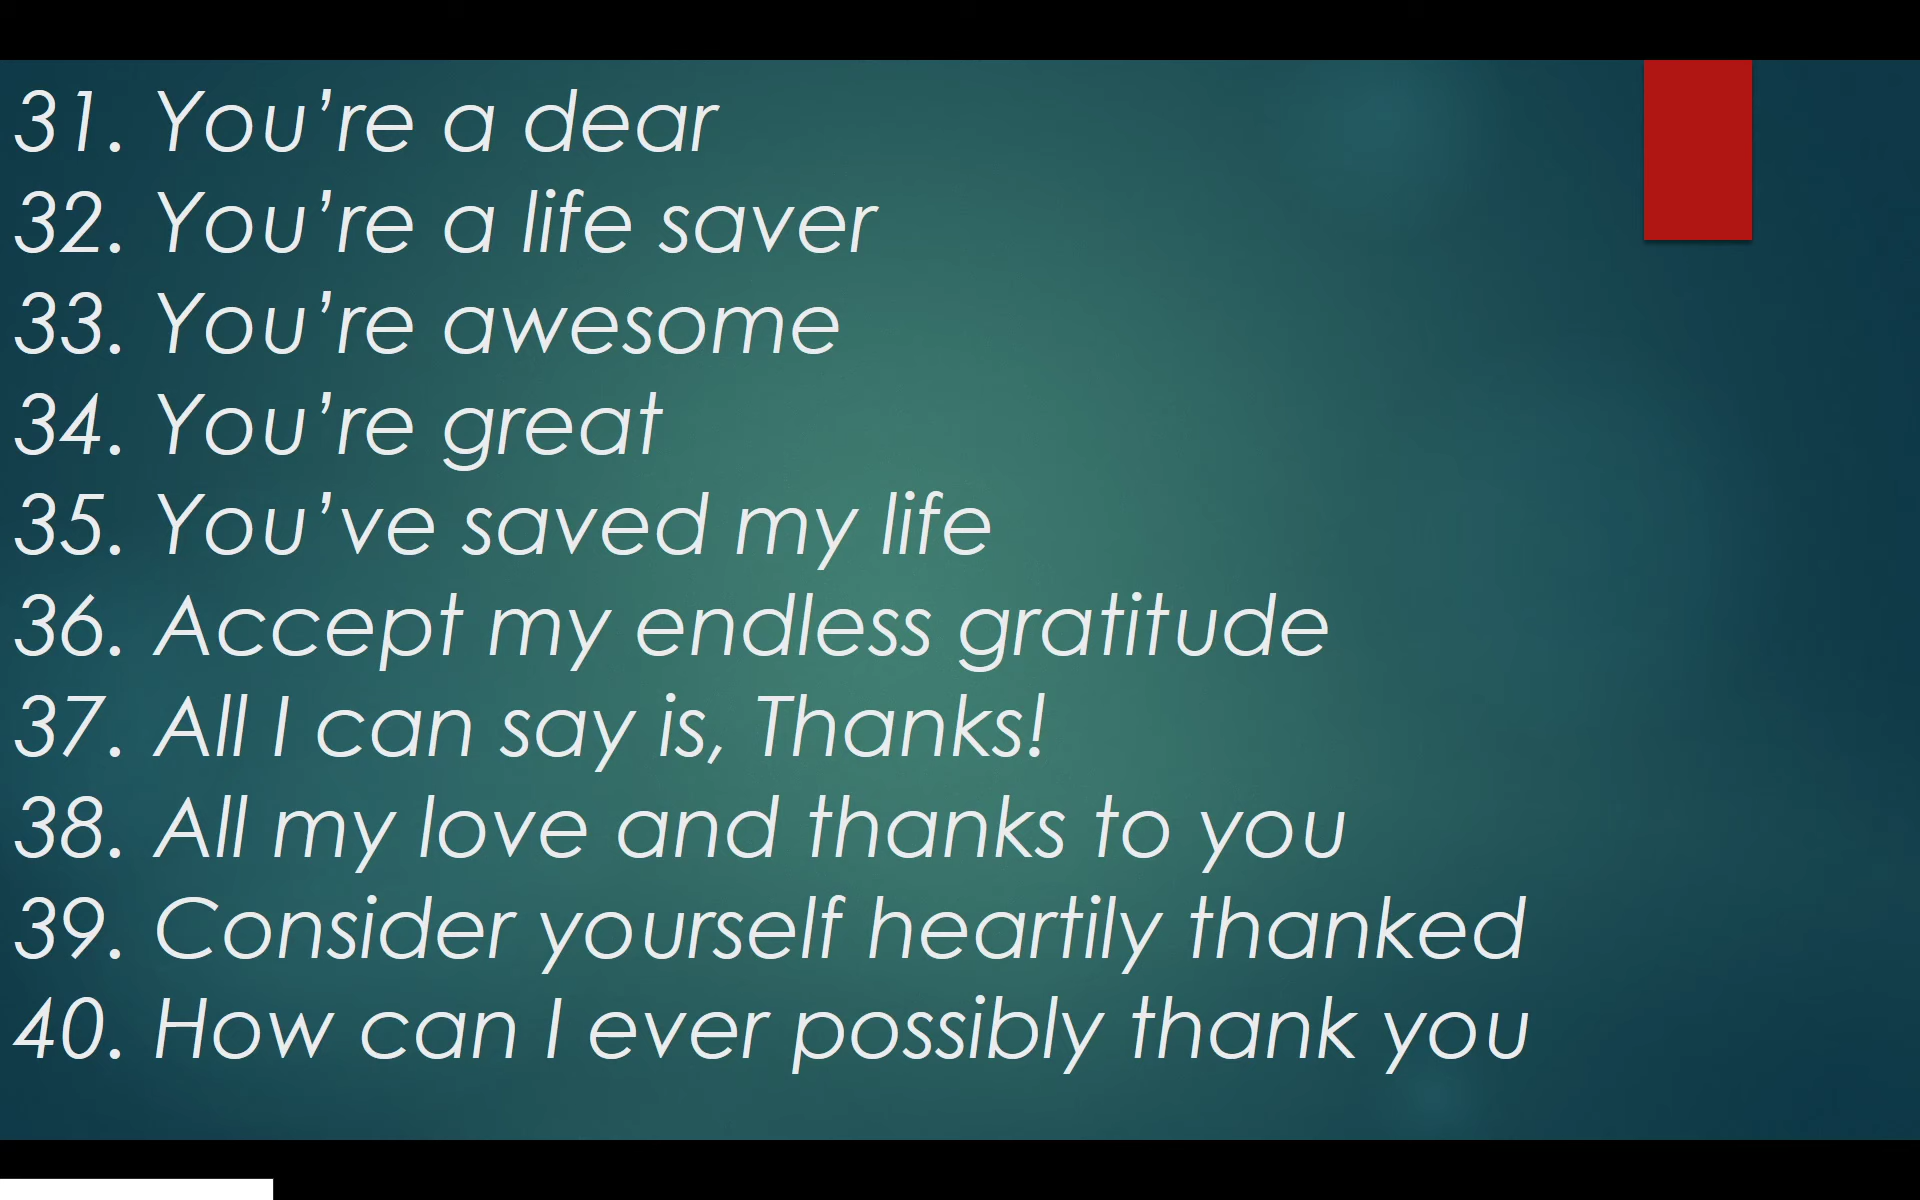 31. You’re a dear
32. You’re a life saver
33. You’re awesome
34. You’re great
35. You’ve saved my life
36. Accept my endless gratitude
37. All I can say is, Thanks!
38. All my love and thanks to you
39. Consider yourself heartily thanked
40. How can I ever possibly thank you